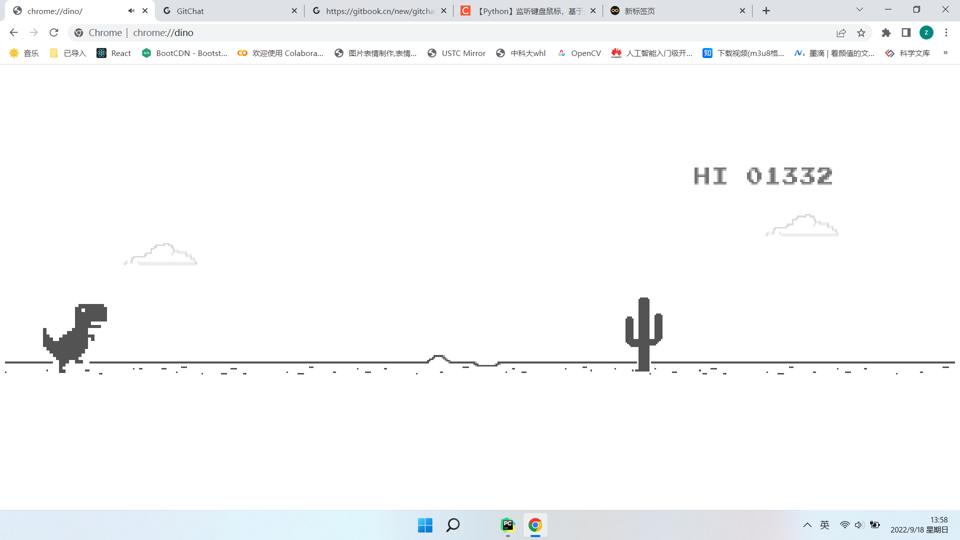 chrome://dino/
GitChat
https://gitbook.cn/new/gitcha
【Python】监听键盘鼠标，基于
新标签页
Chrome | chrome://dino
音乐
已导入
React
BootCDN - Bootst...
欢迎使用 Colabora...
图片表情制作,表情...
USTC Mirror
中科大whl
OpenCV
人工智能入门极开...
下载视频(m3u8格...
墨滴 | 看颜值的文...
科学文库
»
HI 01332
英
13:58
2022/9/18 星期日